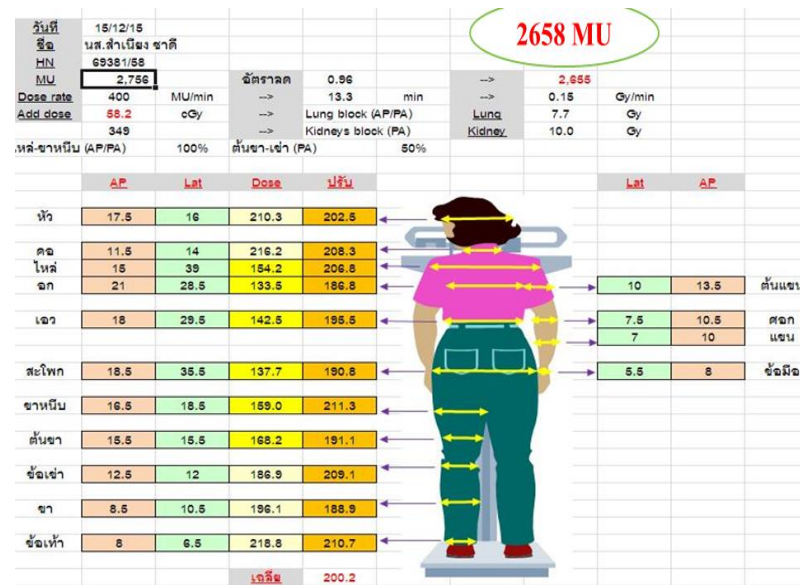 2658 MU
วันที่ 15/12/15
ชื่อ นส.สำเนียง ชาดี
HN 69381/58
MU 2,756 อัตราลด 0.96 --> 2,655
Dose rate 400 MU/min --> 13.3 min --> 0.15 Gy/min
Add dose 58.2 cGy --> Lung block (AP/PA) Lung 7.7 Gy
349 --> Kidneys block (PA) Kidney 10.0 Gy
หล่-ขาหนีบ (AP/PA) 100% ต้นขา-เข่า (PA) 50%
AP Lat Dose ปรับ Lat AP
หัว 17.5 16 210.3 202.5
คอ 11.5 14 216.2 208.3
ไหล่ 15 39 154.2 206.8
อก 21 28.5 133.5 186.8 10 13.5 ต้นแขน
เอว 18 29.5 142.5 195.5 7.5 10.5 ศอก
7 10 แขน
สะโพก 18.5 35.5 137.7 190.8 5.5 8 ข้อมือ
ขาหนีบ 16.5 18.5 159.0 211.3
ต้นขา 15.5 15.5 168.2 191.1
ข้อเข่า 12.5 12 186.9 209.1
ขา 8.5 10.5 196.1 188.9
ข้อเท้า 8 6.5 218.8 210.7
เฉลี่ย 200.2